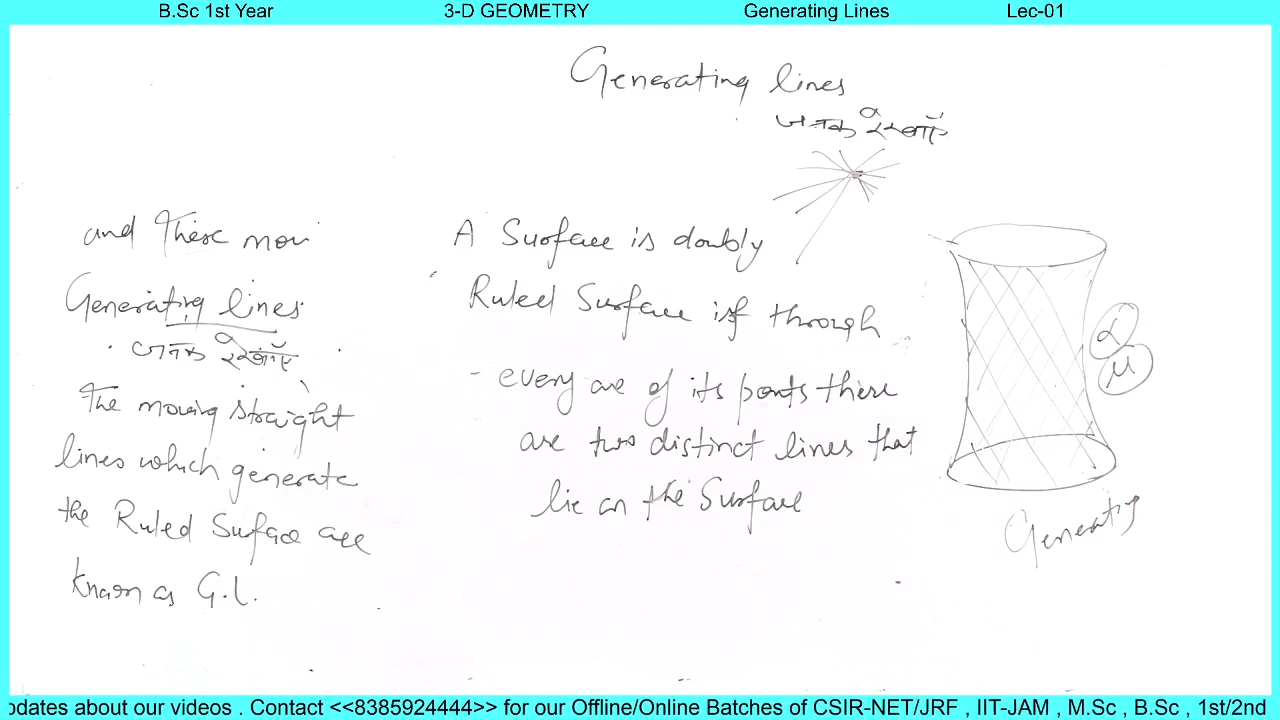 B.Sc 1st Year 3-D GEOMETRY Generating Lines Lec-01
Generating lines
जनक रेखाएँ
and these mov
Generating lines
जनक रेखाएँ
The moving straight
lines which generate
the Ruled Surface are
known as G.L.
A Surface is doubly
Ruled Surface if through
every one of its points there
are two distinct lines that
lie on the Surface
λ
μ
Generating
pdates about our videos . Contact <<8385924444>> for our Offline/Online Batches of CSIR-NET/JRF , IIT-JAM , M.Sc , B.Sc , 1st/2nd